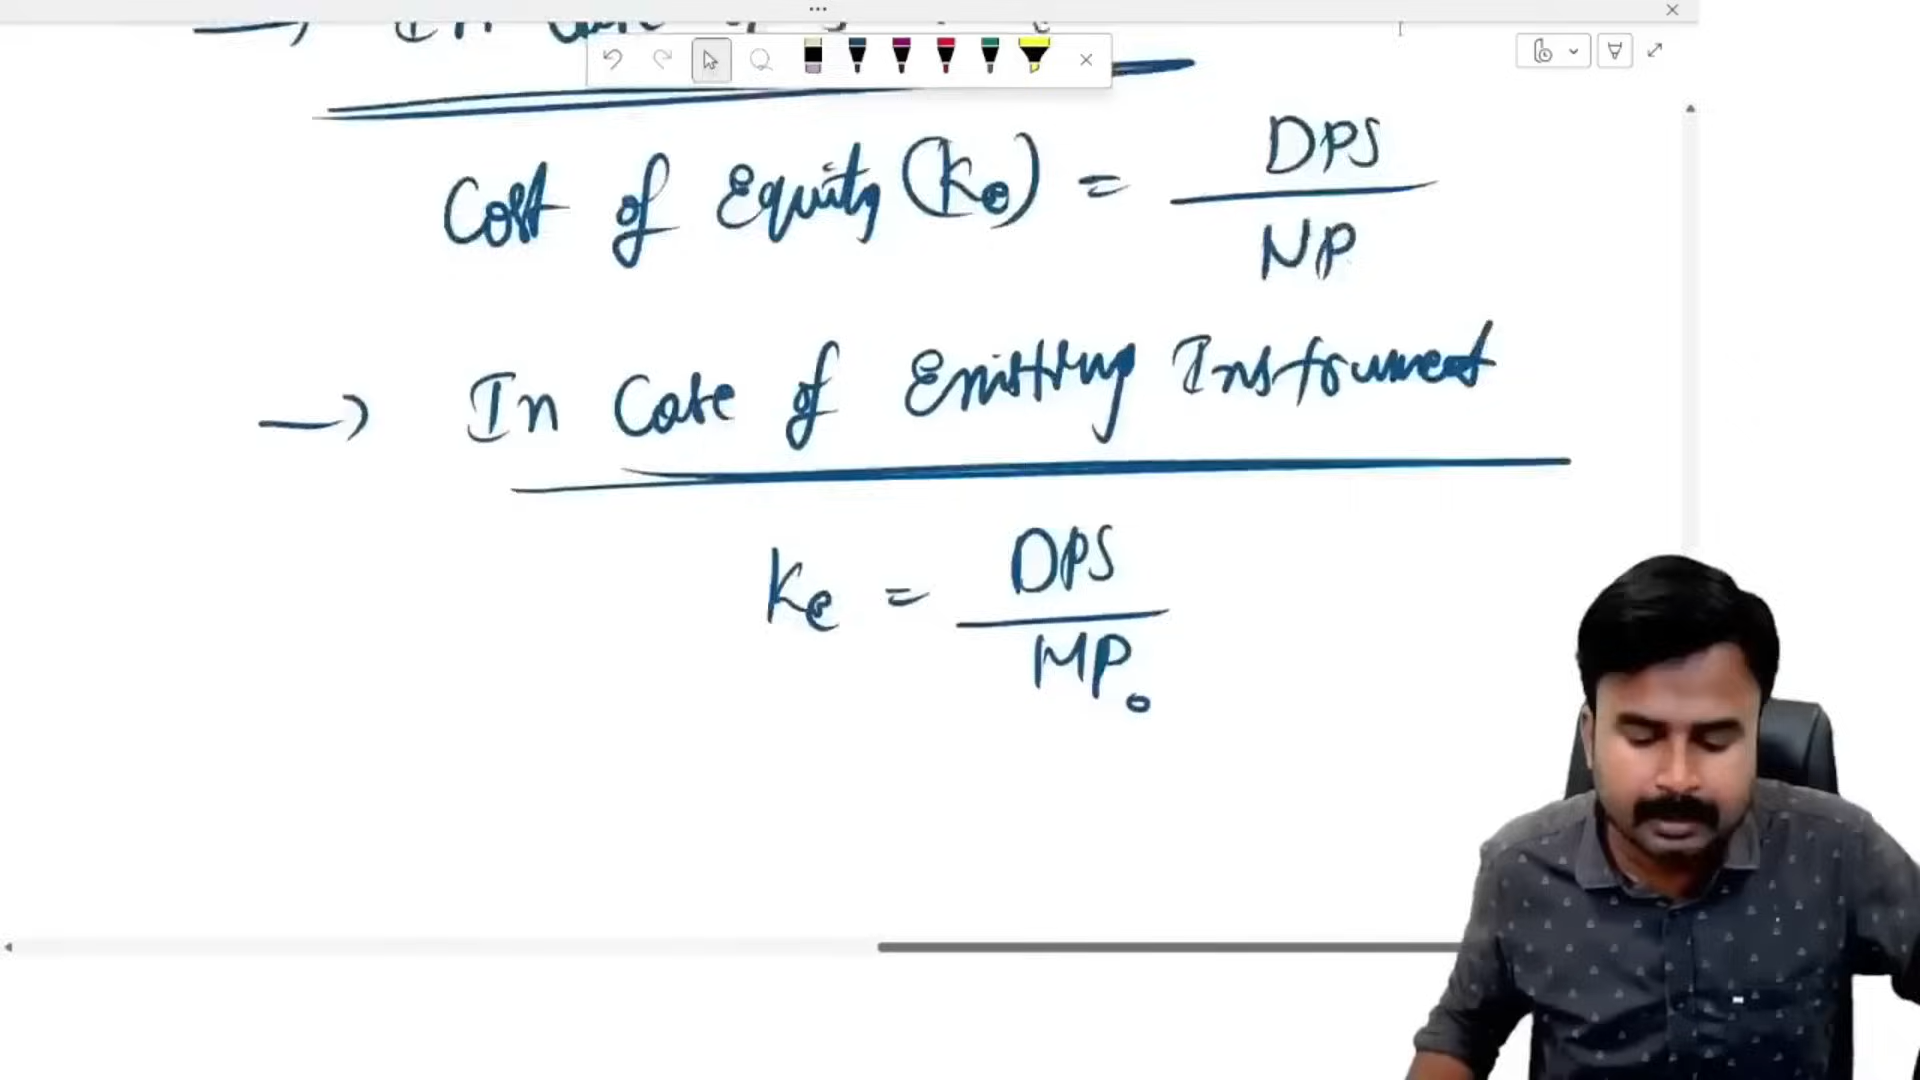 Cost of Equity (Ke) = DPS / NP
→ In Case of Existing Instrument
Ke = DPS / MP₀